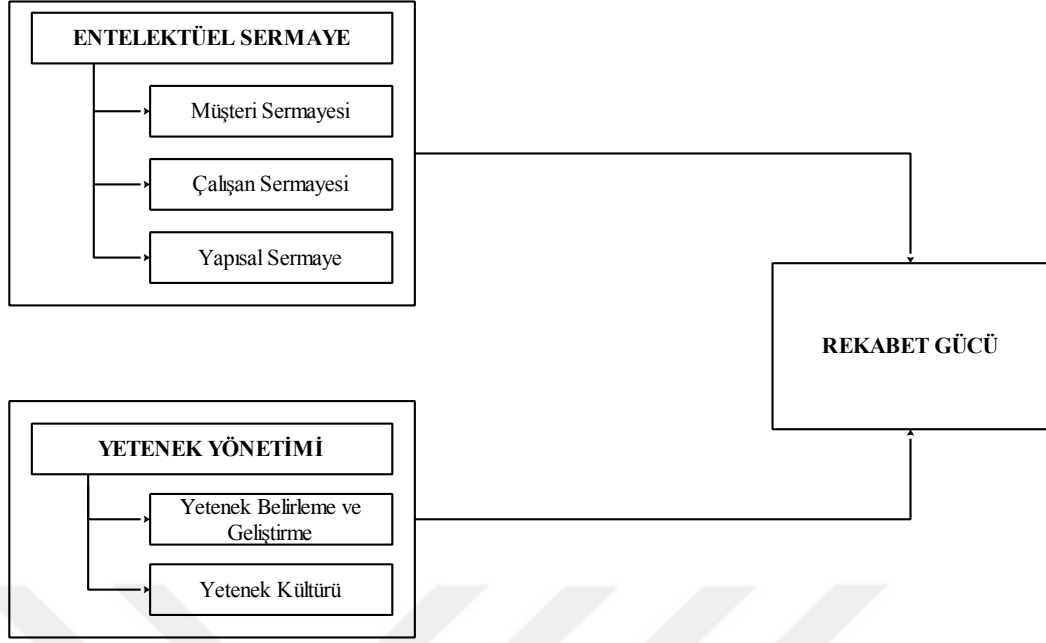 ENTELEKTÜEL SERMAYE
Müşteri Sermayesi
Çalışan Sermayesi
Yapısal Sermaye
REKABET GÜCÜ
YETENEK YÖNETİMİ
Yetenek Belirleme ve
Geliştirme
Yetenek Kültürü